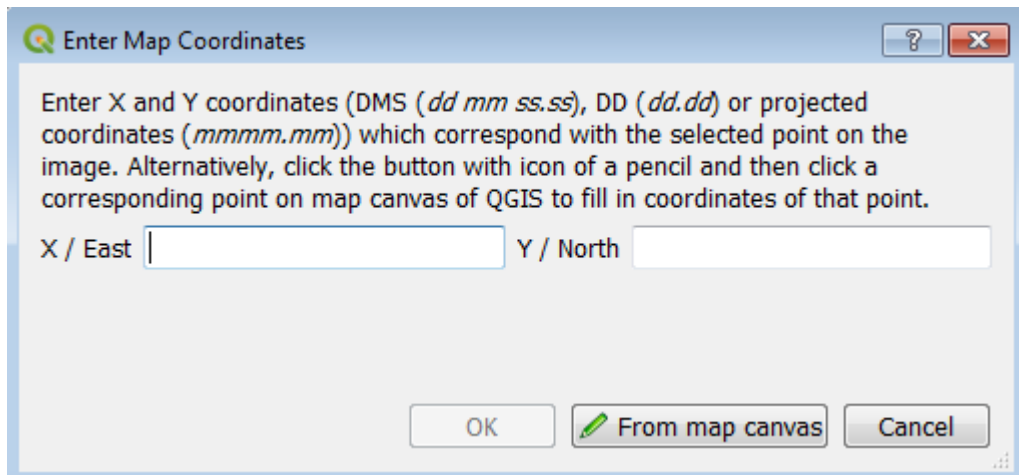 Enter Map Coordinates
Enter X and Y coordinates (DMS (dd mm ss.ss), DD (dd.dd) or projected
coordinates (mmmm.mm)) which correspond with the selected point on the
image. Alternatively, click the button with icon of a pencil and then click a
corresponding point on map canvas of QGIS to fill in coordinates of that point.
X / East Y / North
OK From map canvas Cancel